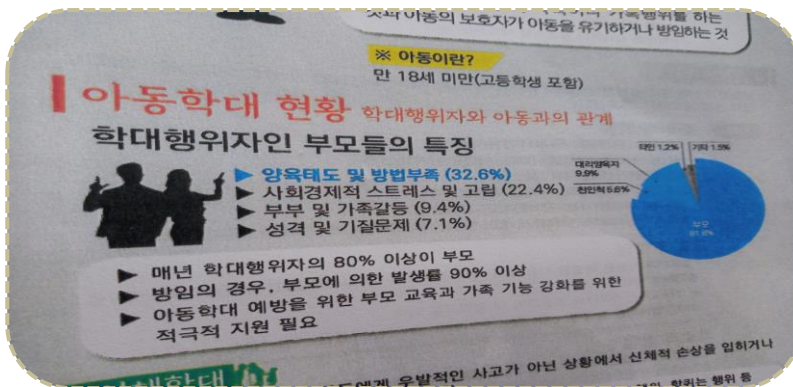 것과 아동의 보호자가 아동을 유기하거나 방임하는 것
※ 아동이란?
만 18세 미만(고등학생 포함)
아동학대 현황 학대행위자와 아동과의 관계
학대행위자인 부모들의 특징
▶ 양육태도 및 방법부족 (32.6%)
▶ 사회경제적 스트레스 및 고립 (22.4%)
▶ 부부 및 가족갈등 (9.4%)
▶ 성격 및 기질문제 (7.1%)
타인 1.2%
기타 1.5%
대리양육자
9.9%
친인척 5.6%
부모
81.8%
▶ 매년 학대행위자의 80% 이상이 부모
▶ 방임의 경우, 부모에 의한 발생률 90% 이상
▶ 아동학대 예방을 위한 부모 교육과 가족 기능 강화를 위한
적극적 지원 필요
우발적인 사고가 아닌 상황에서 신체적 손상을 입히거나
행위 등